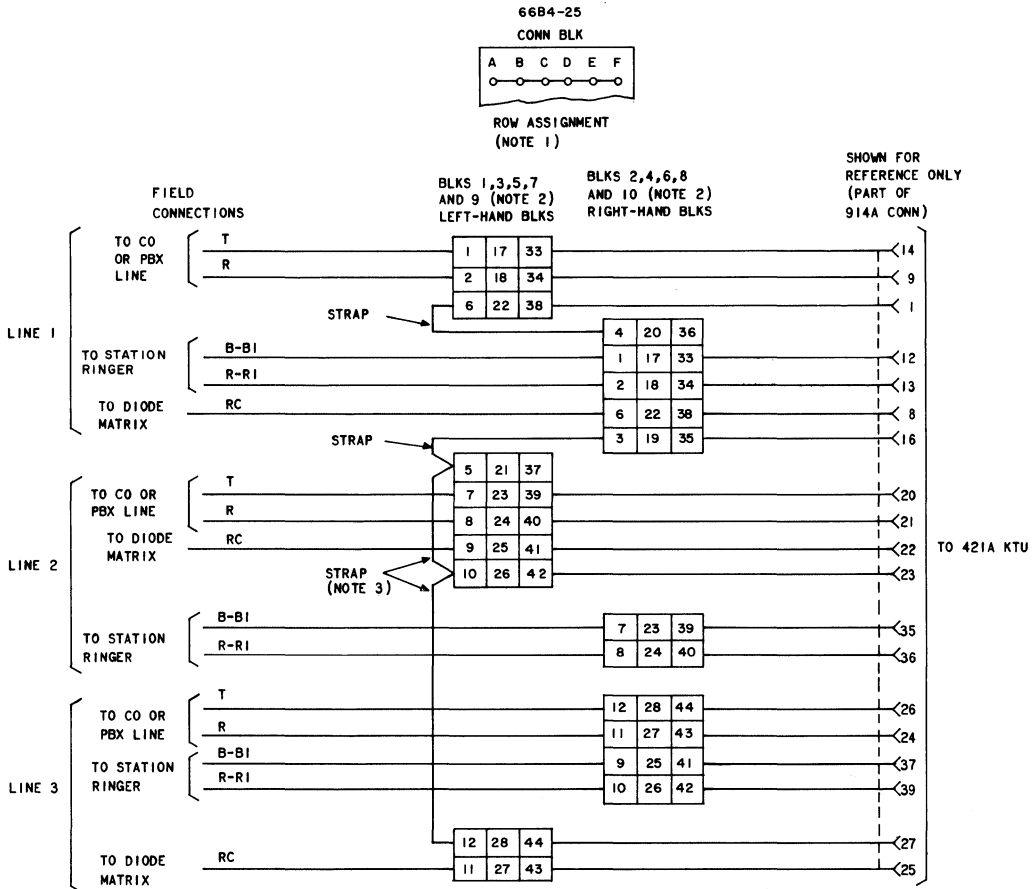 66B4-25
CONN BLK
A B C D E F
ROW ASSIGNMENT
(NOTE 1)
FIELD
CONNECTIONS
BLKS 1,3,5,7
AND 9 (NOTE 2)
LEFT-HAND BLKS
BLKS 2,4,6,8
AND 10 (NOTE 2)
RIGHT-HAND BLKS
SHOWN FOR
REFERENCE ONLY
(PART OF
914A CONN)
LINE 1
TO CO
OR PBX
LINE
T
1 17 33
14
R
2 18 34
9
6 22 38
1
STRAP
4 20 36
TO STATION
RINGER
B-B1
1 17 33
12
R-R1
2 18 34
13
TO DIODE
MATRIX
RC
6 22 38
8
STRAP
3 19 35
16
5 21 37
LINE 2
TO CO OR
PBX LINE
T
7 23 39
20
R
8 24 40
21
TO DIODE
MATRIX
RC
9 25 41
22
STRAP
(NOTE 3)
10 26 42
23
TO 421A KTU
TO STATION
RINGER
B-B1
7 23 39
35
R-R1
8 24 40
36
LINE 3
TO CO OR
PBX LINE
T
12 28 44
26
R
11 27 43
24
TO STATION
RINGER
B-B1
9 25 41
37
R-R1
10 26 42
39
12 28 44
27
TO DIODE
MATRIX
RC
11 27 43
25